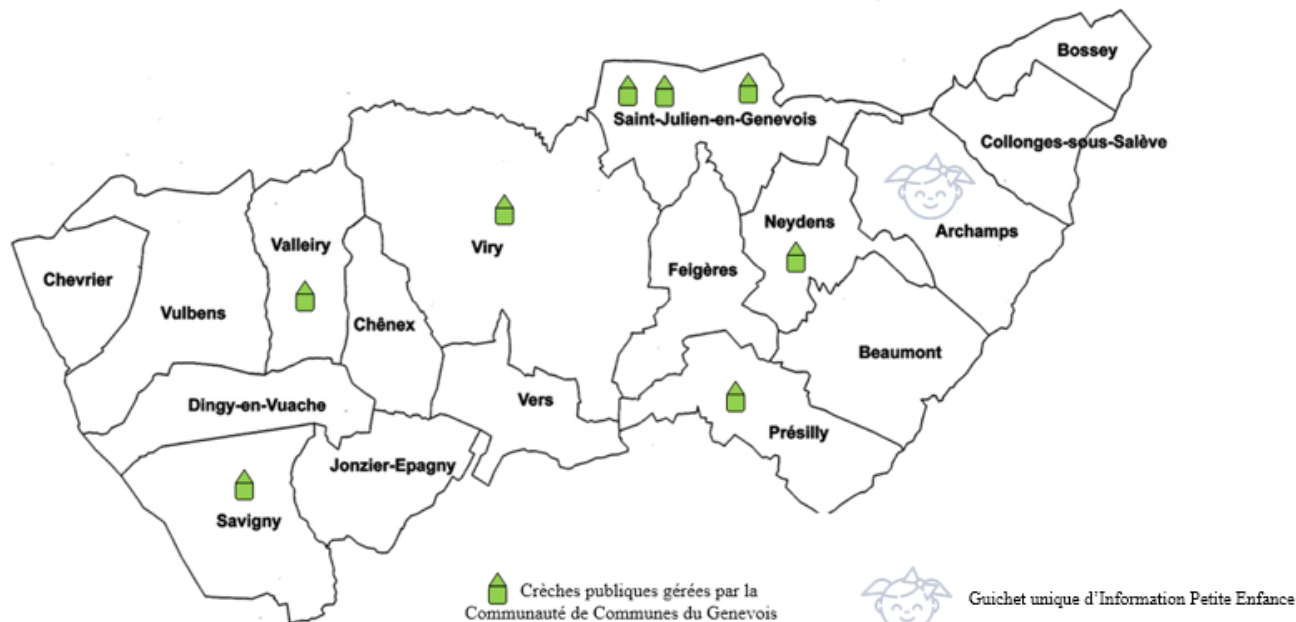 Bossey
Saint-Julien-en-Genevois
Collonges-sous-Salève
Neydens
Archamps
Valleiry
Viry
Feigères
Chevrier
Vulbens
Chênex
Beaumont
Dingy-en-Vuache
Vers
Présilly
Jonzier-Epagny
Savigny
Crèches publiques gérées par la
Communauté de Communes du Genevois
Guichet unique d'Information Petite Enfance